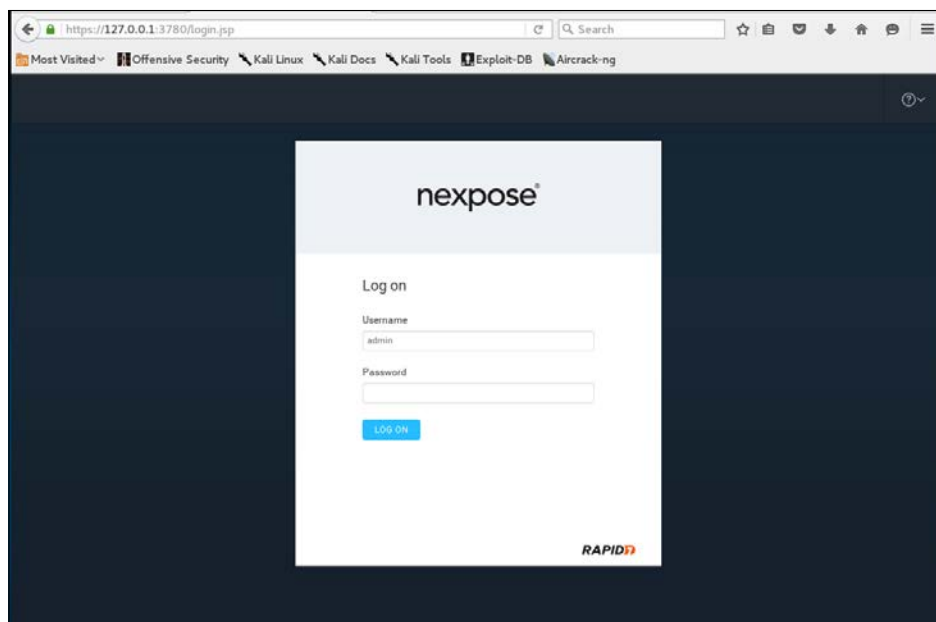 https://127.0.0.1:3780/login.jsp
Search
Most Visited Offensive Security Kali Linux Kali Docs Kali Tools Exploit-DB Aircrack-ng
?
nexpose®
Log on
Username
admin
Password
LOG ON
RAPID7